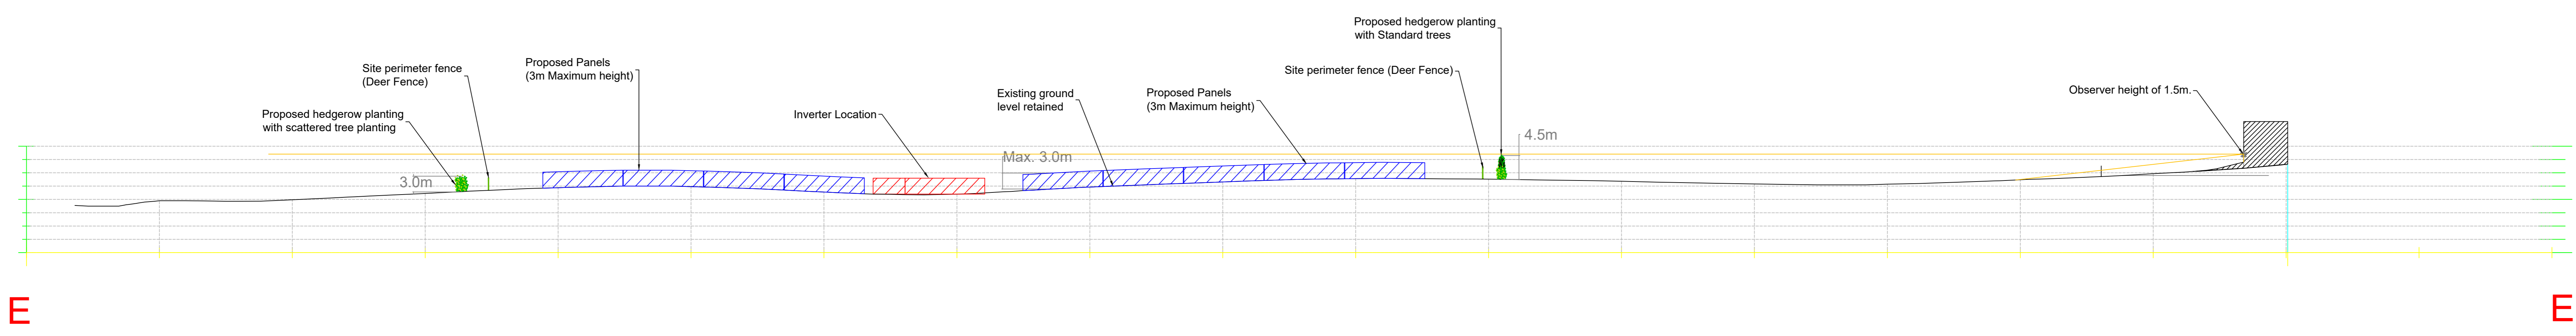 Proposed hedgerow planting
with Standard trees
Site perimeter fence
(Deer Fence)
Proposed Panels
(3m Maximum height)
Site perimeter fence (Deer Fence)
Proposed hedgerow planting
with scattered tree planting
Inverter Location
Existing ground
level retained
Proposed Panels
(3m Maximum height)
Observer height of 1.5m.
4.5m
Max. 3.0m
3.0m
E
E